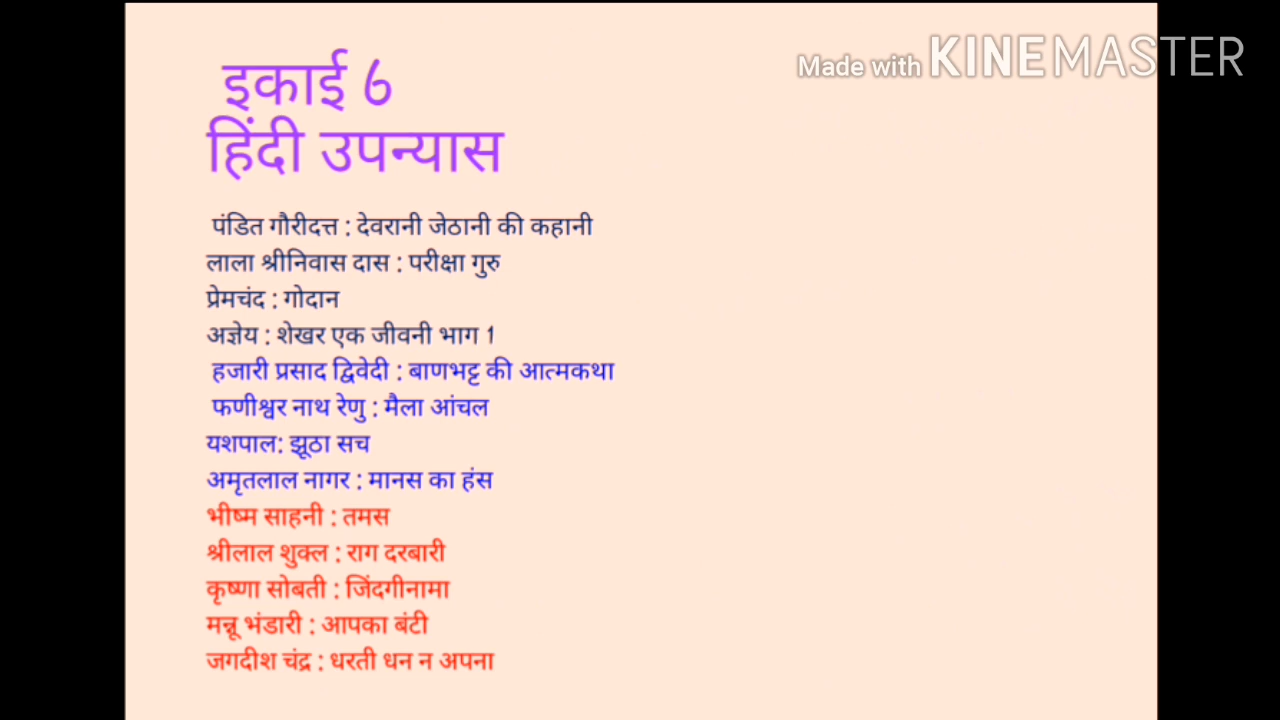 Made with KINEMASTER
इकाई 6
हिंदी उपन्यास
पंडित गौरीदत्त : देवरानी जेठानी की कहानी
लाला श्रीनिवास दास : परीक्षा गुरु
प्रेमचंद : गोदान
अज्ञेय : शेखर एक जीवनी भाग 1
हजारी प्रसाद द्विवेदी : बाणभट्ट की आत्मकथा
फणीश्वर नाथ रेणु : मैला आंचल
यशपाल: झूठा सच
अमृतलाल नागर : मानस का हंस
भीष्म साहनी : तमस
श्रीलाल शुक्ल : राग दरबारी
कृष्णा सोबती : जिंदगीनामा
मन्नू भंडारी : आपका बंटी
जगदीश चंद्र : धरती धन न अपना